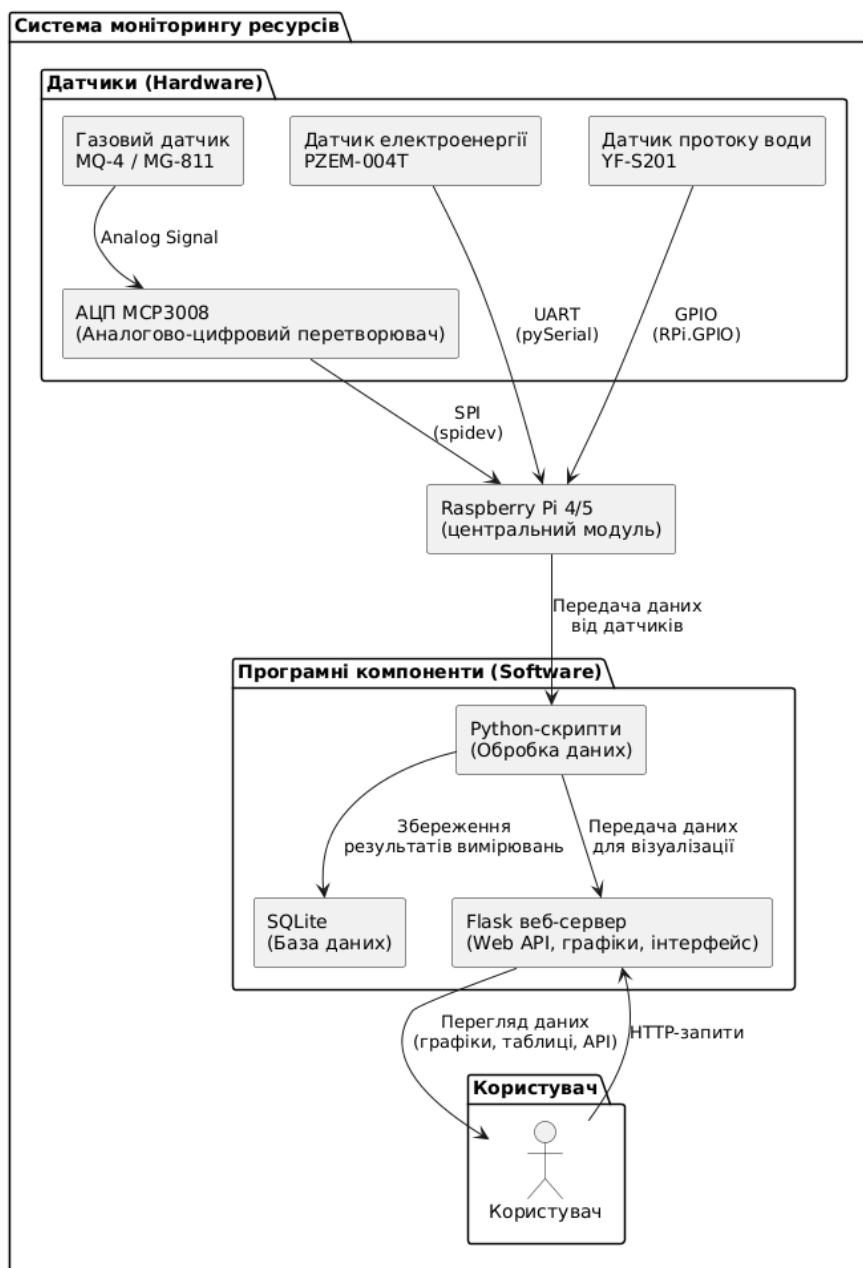 Система моніторингу ресурсів
Датчики (Hardware)
Газовий датчик
MQ-4 / MG-811
Датчик електроенергії
PZEM-004T
Датчик протоку води
YF-S201
Analog Signal
АЦП MCP3008
(Аналогово-цифровий перетворювач)
UART
(pySerial)
GPIO
(RPi.GPIO)
SPI
(spidev)
Raspberry Pi 4/5
(центральний модуль)
Передача даних
від датчиків
Програмні компоненти (Software)
Python-скрипти
(Обробка даних)
Збереження
результатів вимірювань
Передача даних
для візуалізації
SQLite
(База даних)
Flask веб-сервер
(Web API, графіки, інтерфейс)
Перегляд даних
(графіки, таблиці, API)
HTTP-запити
Користувач
Користувач